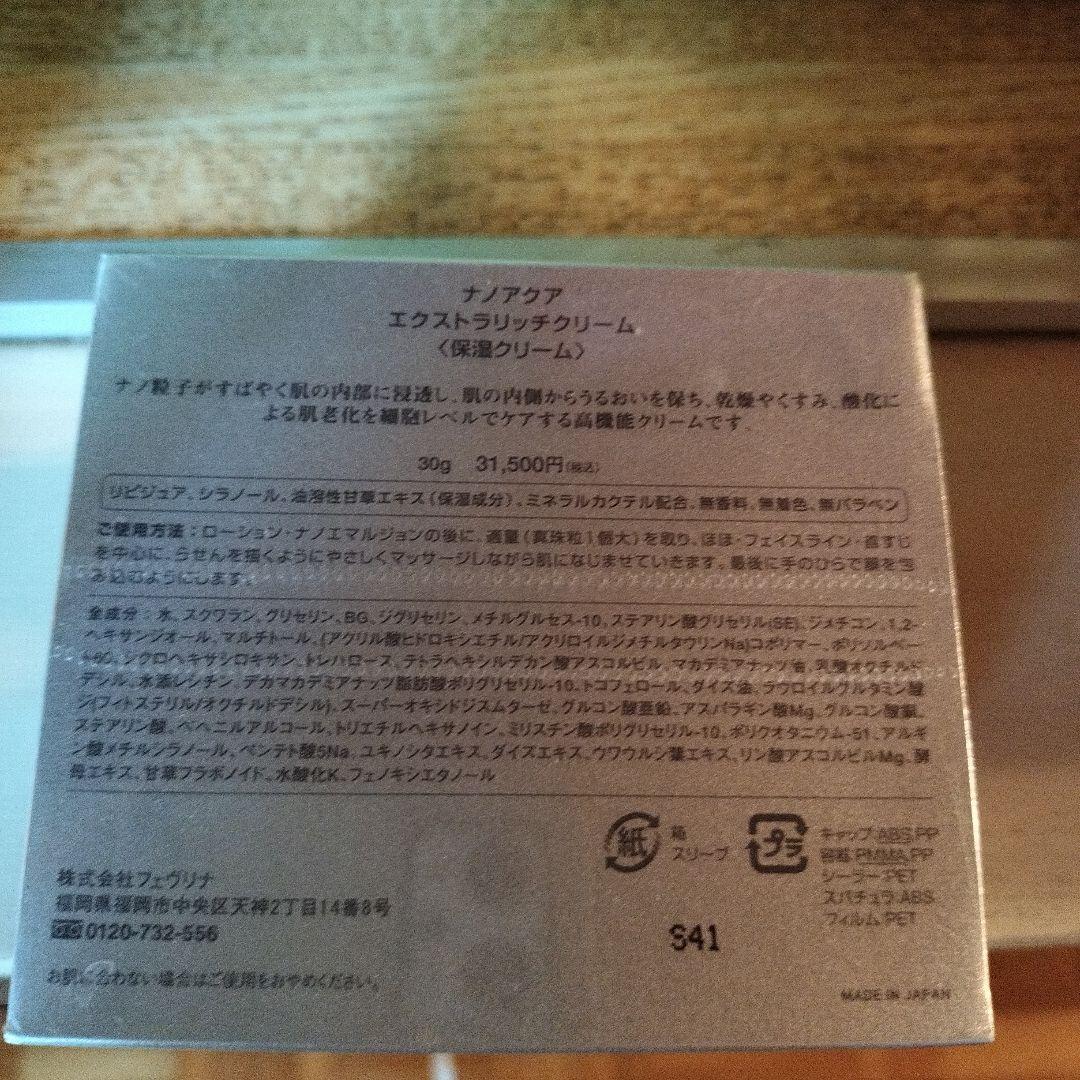 ナノアクア
エクストラリッチクリーム
〈保湿クリーム〉
ナノ粒子がすばやく肌の内部に浸透し、肌の内側からうるおいを保ち、乾燥やくすみ、酸化に
よる肌老化を細胞レベルでケアする高機能クリームです。
30g 31,500円(税込)
リピジュア、シラノール、油溶性甘草エキス(保湿成分)、ミネラルカクテル配合、無香料、無着色、無パラベン
ご使用方法:ローション・ナノエマルジョンの後に、適量(真珠粒1個大)を取り、ほほ・フェイスライン・首すじ
を中心に、らせんを描くようにやさしくマッサージしながら肌になじませていきます。最後に手のひらで顔を包
み込むようにします。
全成分:水、スクワラン、グリセリン、BG、ジグリセリン、メチルグルセス-10、ステアリン酸グリセリル(SE)、ジメチコン、1,2-
ヘキサンジオール、マルチトール、(アクリル酸ヒドロキシエチル/アクリロイルジメチルタウリンNa)コポリマー、ポリソルベー
ト60、シクロヘキサシロキサン、トレハロース、テトラヘキシルデカン酸アスコルビル、マカデミアナッツ油、乳酸オクチルド
デシル、水添レシチン、デカマカデミアナッツ脂肪酸ポリグリセリル-10、トコフェロール、ダイズ油、ラウロイルグルタミン酸
ジ(フィトステリル/オクチルドデシル)、スーパーオキシドジスムターゼ、グルコン酸亜鉛、アスパラギン酸Mg、グルコン酸銅、
ステアリン酸、ベヘニルアルコール、トリエチルヘキサノイン、ミリスチン酸ポリグリセリル-10、ポリクオタニウム-51、アルギ
ン酸メチルシラノール、ペンテト酸5Na、ユキノシタエキス、ダイズエキス、ウワウルシ葉エキス、リン酸アスコルビルMg、酵
母エキス、甘草フラボノイド、水酸化K、フェノキシエタノール
紙
箱
スリーブ
プラ
キャップ:ABS,PP
容器:PMMA,PP
シーラー:PET
スパチュラ:ABS
フィルム:PET
株式会社フェヴリナ
福岡県福岡市中央区天神2丁目14番8号
0120-732-556
S41
お肌に合わない場合はご使用をおやめください。
MADE IN JAPAN